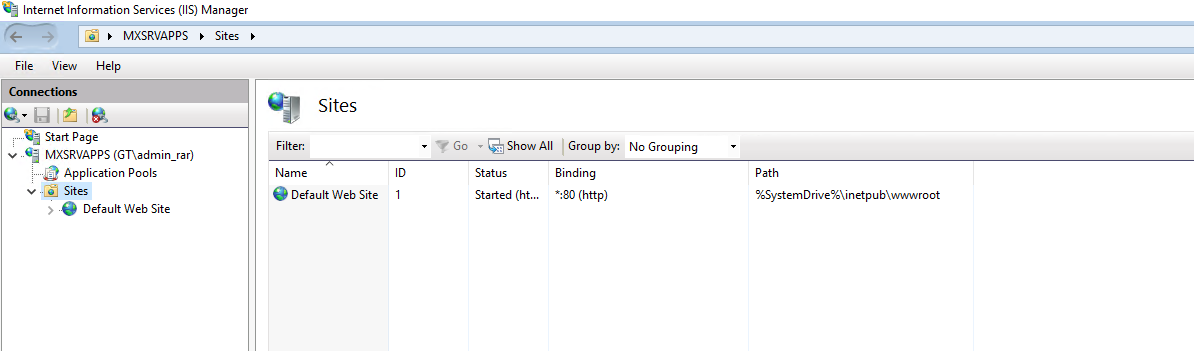 Internet Information Services (IIS) Manager
MXSRVAPPS Sites
File View Help
Connections
Start Page
MXSRVAPPS (GT\admin_rar)
Application Pools
Sites
Default Web Site
Sites
Filter: Go Show All Group by: No Grouping
Name ID Status Binding Path
Default Web Site 1 Started (ht... *:80 (http) %SystemDrive%\inetpub\wwwroot